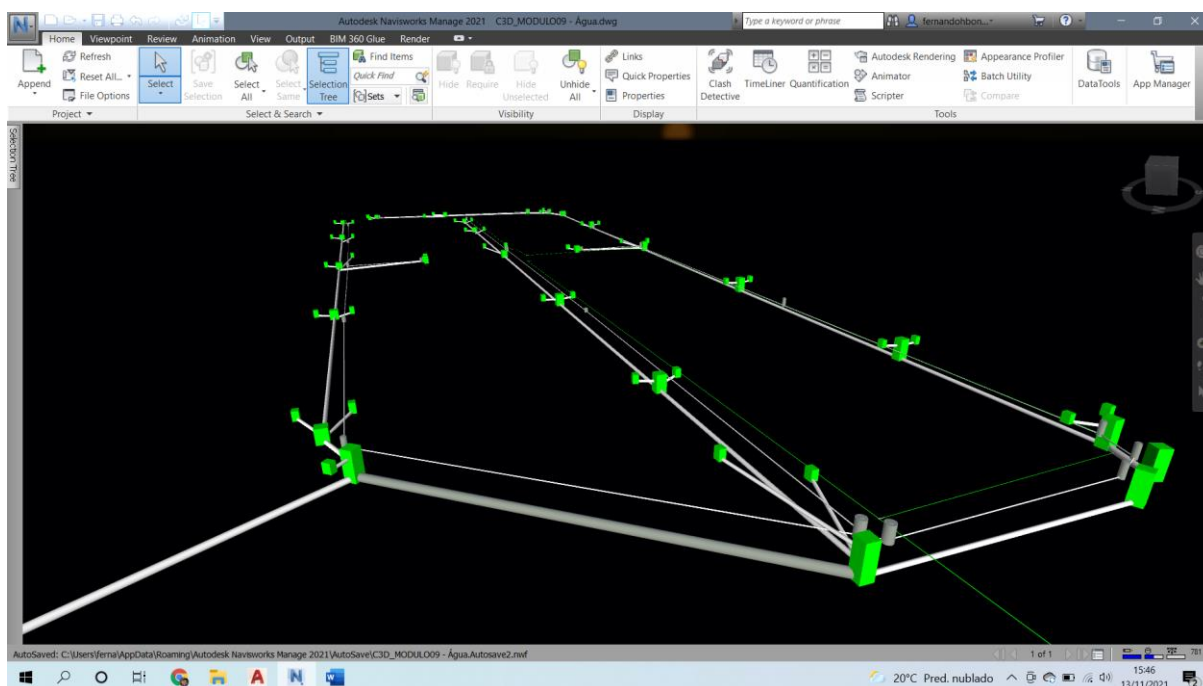 Autodesk Navisworks Manage 2021 C3D_MODULO09 - Água.dwg
Type a keyword or phrase
fernandohbon...
Home Viewpoint Review Animation View Output BIM 360 Glue Render
Append
Refresh
Reset All...
File Options
Project
Select
Save Selection
Select All
Select Same
Selection Tree
Find Items
Quick Find
Sets
Select & Search
Hide
Require
Hide Unselected
Unhide All
Visibility
Links
Quick Properties
Properties
Display
Clash Detective
TimeLiner
Quantification
Autodesk Rendering
Animator
Scripter
Appearance Profiler
Batch Utility
Compare
DataTools
App Manager
Tools
Selection Tree
AutoSaved: C:\Users\ferna\AppData\Roaming\Autodesk Navisworks Manage 2021\AutoSave\C3D_MODULO09 - Água.Autosave2.nwf
1 of 1
781
20°C Pred. nublado
15:46
13/11/2021